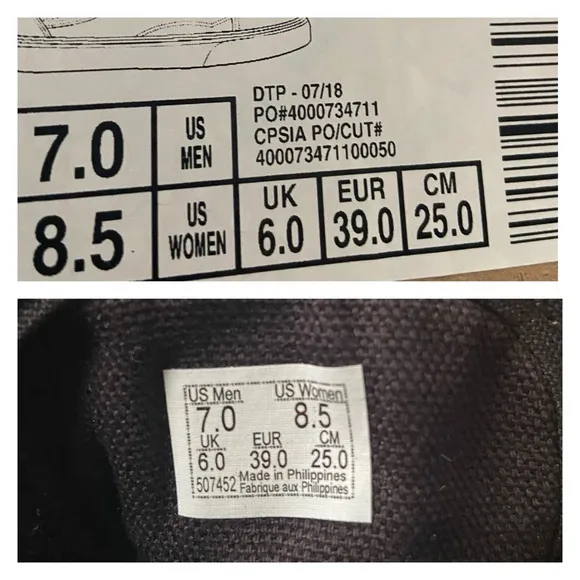 DTP - 07/18
PO#4000734711
CPSIA PO/CUT#
400073471100050
7.0 US MEN
8.5 US WOMEN UK 6.0 EUR 39.0 CM 25.0
US Men US Women
7.0 8.5
UK EUR CM
6.0 39.0 25.0
507452 Made in Philippines
Fabriqué aux Philippines